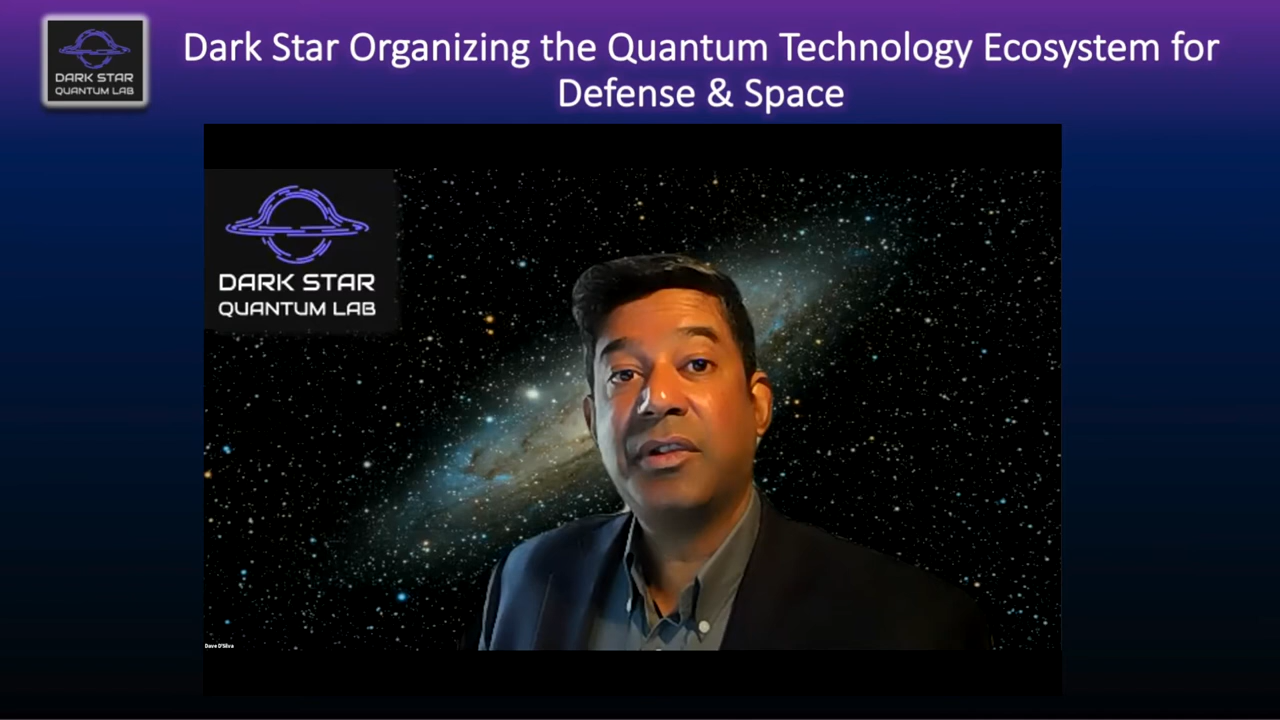 DARK STAR
QUANTUM LAB
Dark Star Organizing the Quantum Technology Ecosystem for
Defense & Space
DARK STAR
QUANTUM LAB
Dave D'Silva